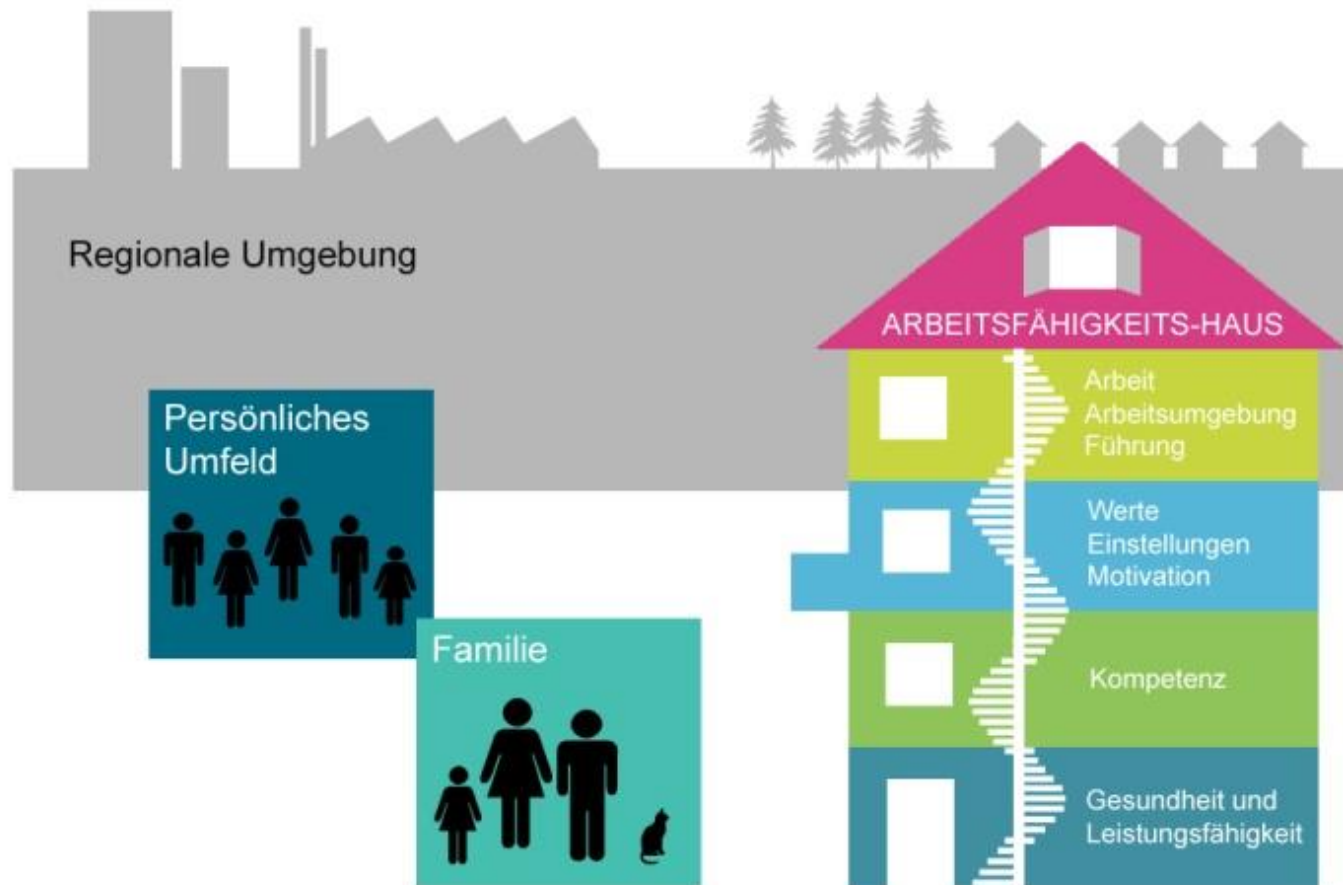 Regionale Umgebung
ARBEITSFÄHIGKEITS-HAUS
Persönliches
Umfeld
Familie
Arbeit
Arbeitsumgebung
Führung
Werte
Einstellungen
Motivation
Kompetenz
Gesundheit und
Leistungsfähigkeit